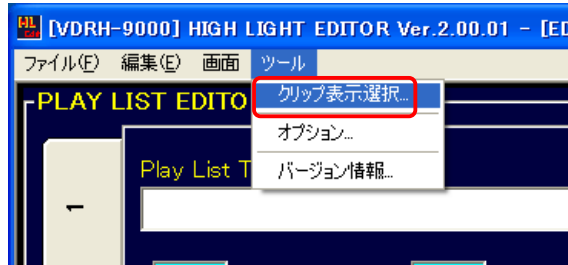 [VDRH-9000] HIGH LIGHT EDITOR Ver.2.00.01 - [ED
ファイル(F) 編集(E) 画面 ツール
PLAY LIST EDITO
クリップ表示選択...
オプション...
バージョン情報...
Play List T
1